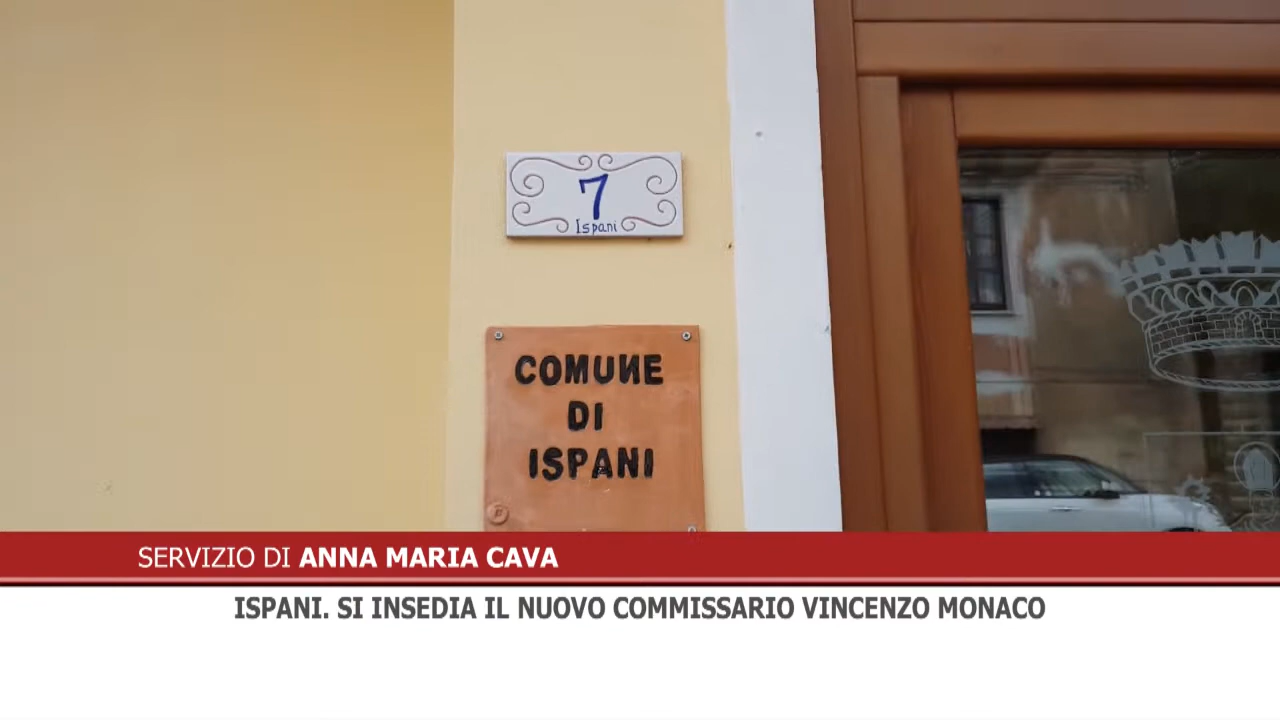 7
Ispani
COMUNE
DI
ISPANI
SERVIZIO DI ANNA MARIA CAVA
ISPANI. SI INSEDIA IL NUOVO COMMISSARIO VINCENZO MONACO